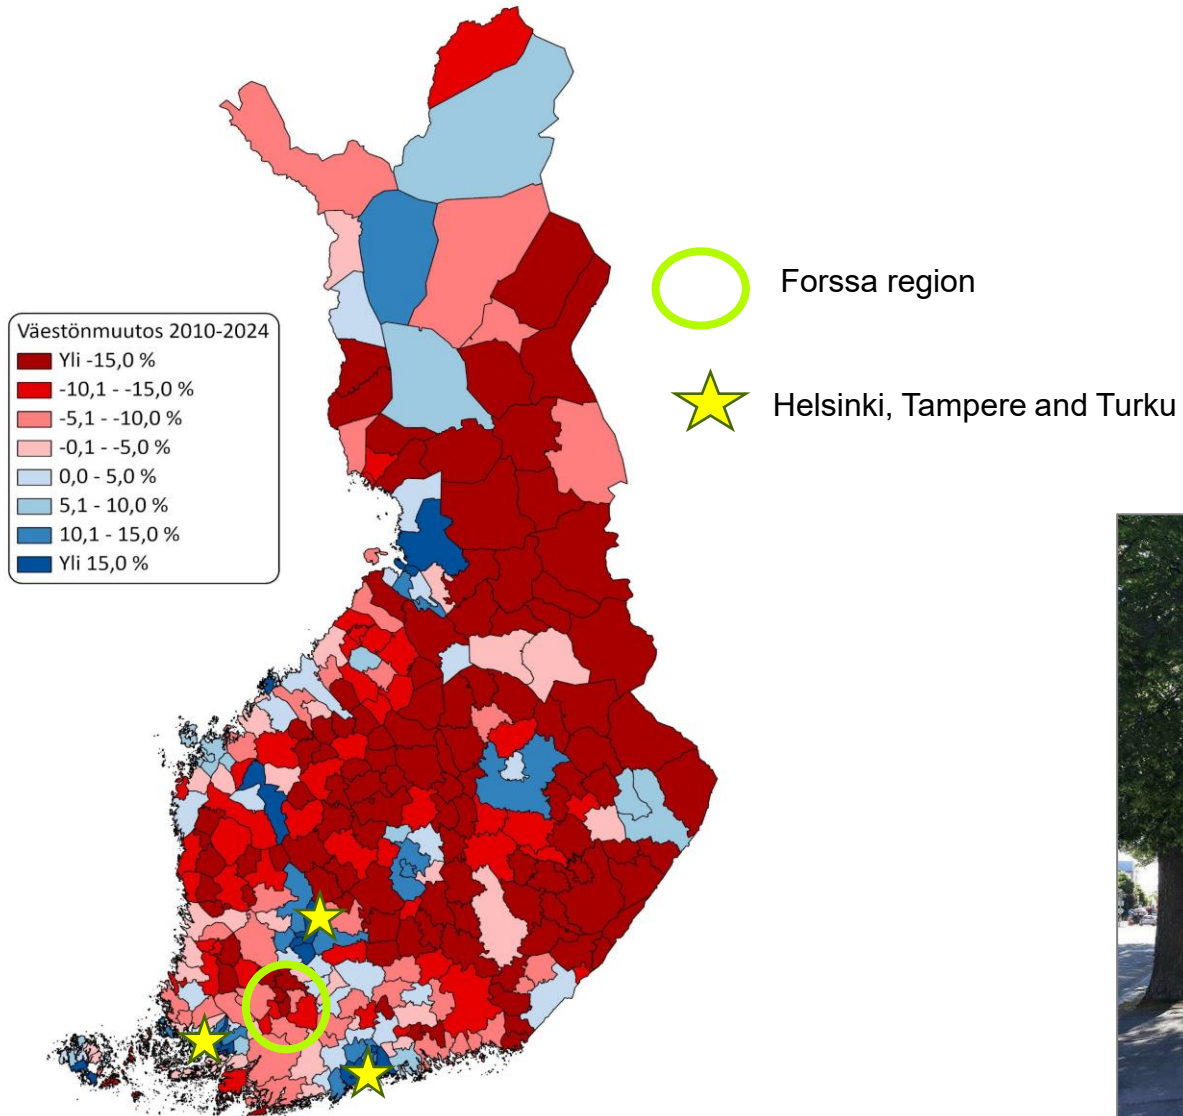 Forssa region
Helsinki, Tampere and Turku
Väestönmuutos 2010-2024
Yli -15,0 %
-10,1 - -15,0 %
-5,1 - -10,0 %
-0,1 - -5,0 %
0,0 - 5,0 %
5,1 - 10,0 %
10,1 - 15,0 %
Yli 15,0 %